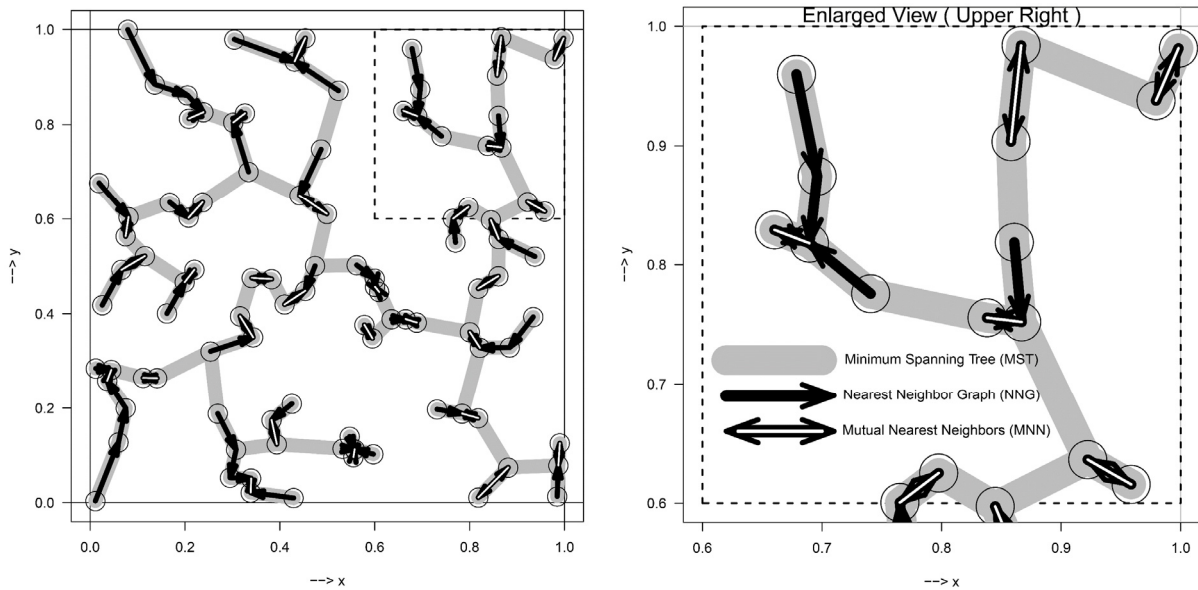 Enlarged View ( Upper Right )
1.0
0.8
0.6
0.4
0.2
0.0
--> y
0.0 0.2 0.4 0.6 0.8 1.0
--> x
1.0
0.9
0.8
0.7
0.6
--> y
Minimum Spanning Tree (MST)
Nearest Neighbor Graph (NNG)
Mutual Nearest Neighbors (MNN)
0.6 0.7 0.8 0.9 1.0
--> x